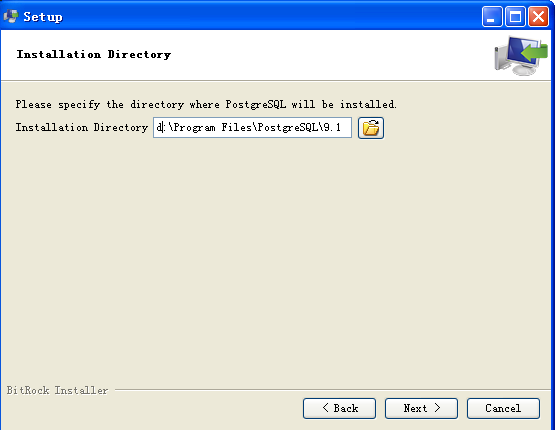 Setup
Installation Directory
Please specify the directory where PostgreSQL will be installed.
Installation Directory d:\Program Files\PostgreSQL\9.1
BitRock Installer
< Back Next > Cancel